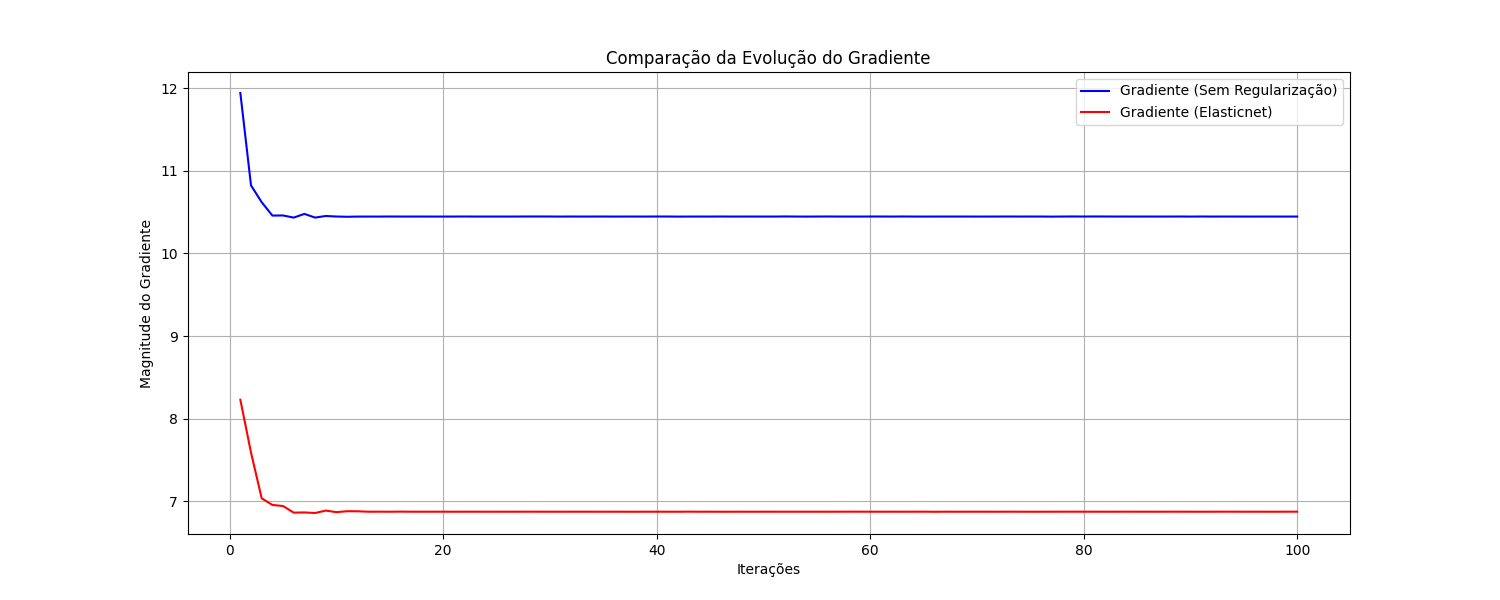 Comparação da Evolução do Gradiente
Gradiente (Sem Regularização)
Gradiente (Elasticnet)
Magnitude do Gradiente
12
11
10
9
8
7
0 20 40 60 80 100
Iterações